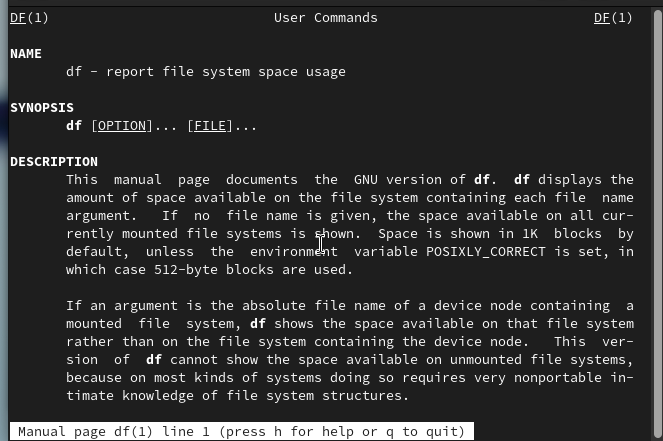 DF(1) User Commands DF(1)
NAME
df - report file system space usage
SYNOPSIS
df [OPTION]... [FILE]...
DESCRIPTION
This manual page documents the GNU version of df. df displays the
amount of space available on the file system containing each file name
argument. If no file name is given, the space available on all cur-
rently mounted file systems is shown. Space is shown in 1K blocks by
default, unless the environment variable POSIXLY_CORRECT is set, in
which case 512-byte blocks are used.
If an argument is the absolute file name of a device node containing a
mounted file system, df shows the space available on that file system
rather than on the file system containing the device node. This ver-
sion of df cannot show the space available on unmounted file systems,
because on most kinds of systems doing so requires very nonportable in-
timate knowledge of file system structures.
Manual page df(1) line 1 (press h for help or q to quit)